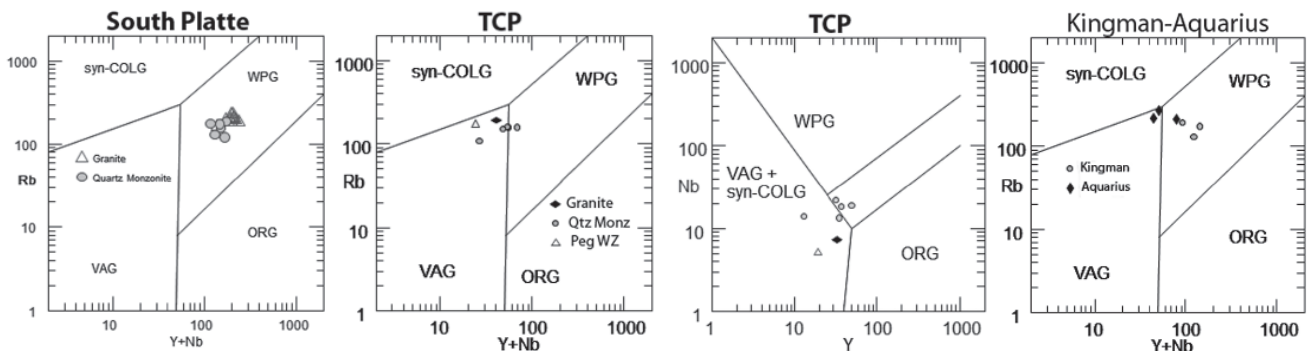 South Platte
1000
100
Rb
10
1
syn-COLG
WPG
Granite
Quartz Monzonite
VAG
ORG
10
100
1000
Y+Nb
TCP
1000
100
Rb
10
1
syn-COLG
WPG
Granite
Qtz Monz
Peg WZ
VAG
ORG
10
100
1000
Y+Nb
TCP
1000
100
Nb
10
1
WPG
VAG +
syn-COLG
ORG
1
10
100
1000
Y
Kingman-Aquarius
1000
100
Rb
10
1
syn-COLG
WPG
Kingman
Aquarius
VAG
ORG
10
100
1000
Y+Nb